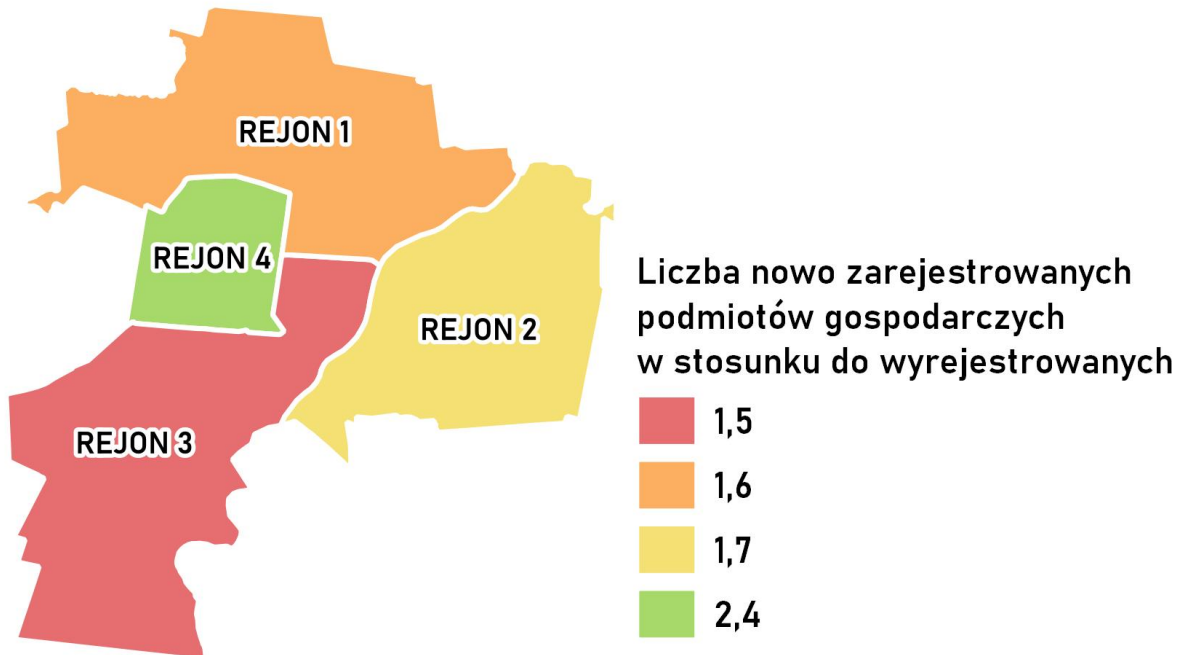 REJON 1
REJON 4
REJON 2
REJON 3
Liczba nowo zarejestrowanych
podmiotów gospodarczych
w stosunku do wyrejestrowanych
1,5
1,6
1,7
2,4